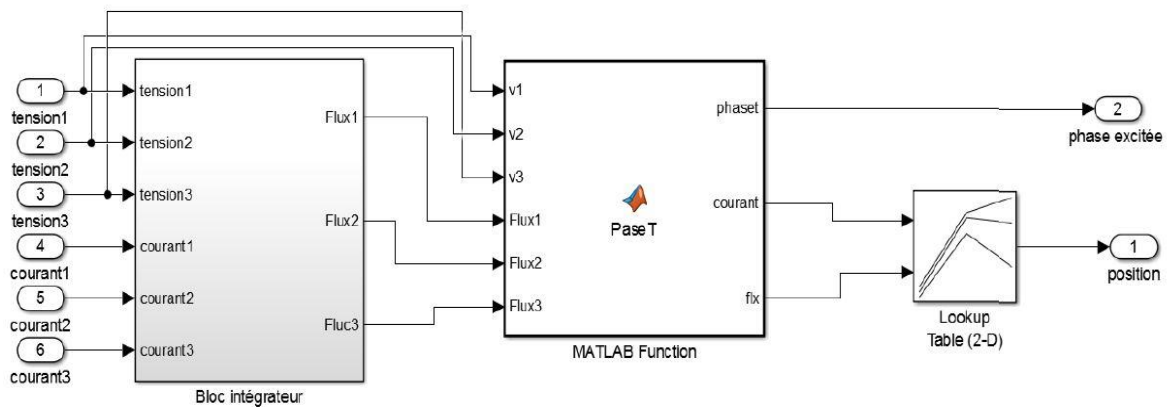 1
tension1
2
tension2
3
tension3
4
courant1
5
courant2
6
courant3
tension1
tension2
tension3
courant1
courant2
courant3
Flux1
Flux2
Fluc3
Bloc intégrateur
v1
v2
v3
Flux1
Flux2
Flux3
PaseT
phaset
courant
flx
MATLAB Function
Lookup
Table (2-D)
2
phase excitée
1
position